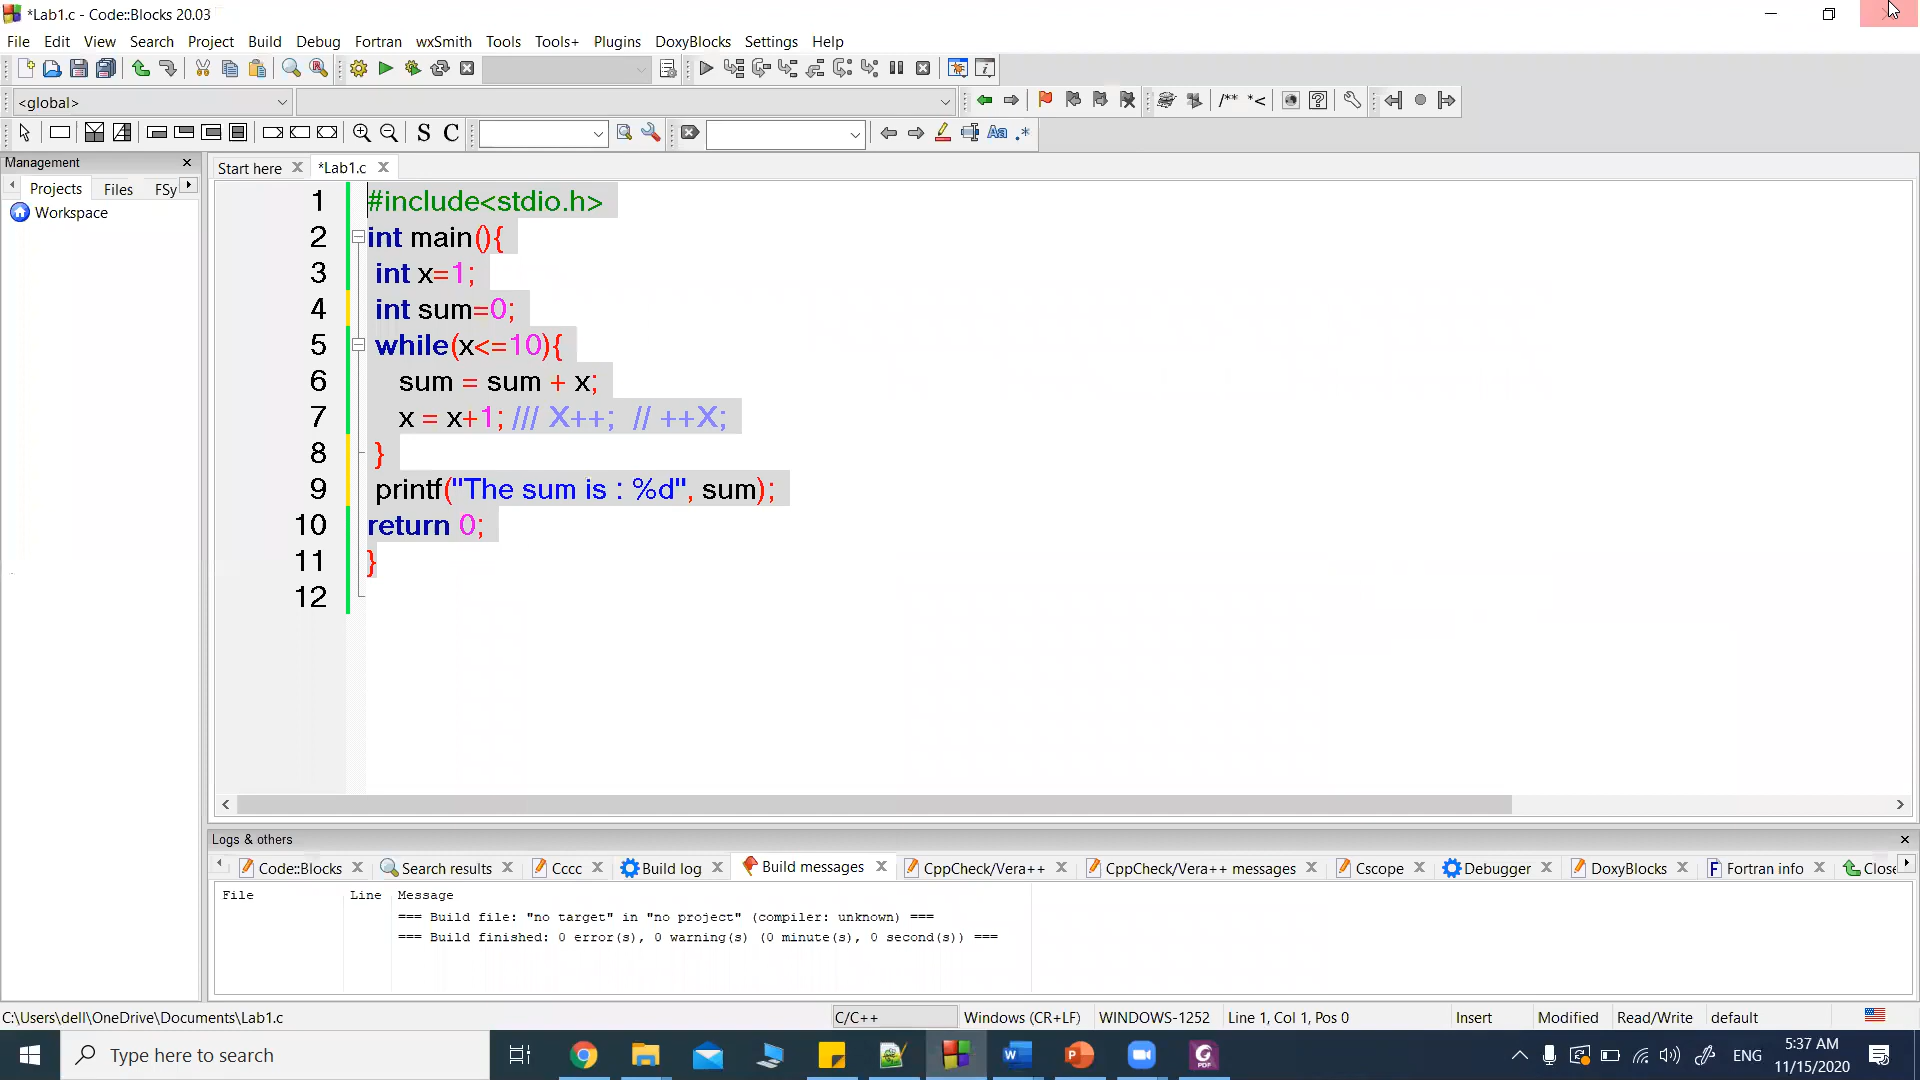 *Lab1.c - Code::Blocks 20.03
File Edit View Search Project Build Debug Fortran wxSmith Tools Tools+ Plugins DoxyBlocks Settings Help
<global>
/** *<
S C
Aa .*
Management
Projects Files FSy
Workspace
Start here *Lab1.c
1 #include<stdio.h>
2 int main(){
3 int x=1;
4 int sum=0;
5 while(x<=10){
6 sum = sum + x;
7 x = x+1; /// X++;  // ++X;
8 }
9 printf("The sum is : %d", sum);
10 return 0;
11 }
12
Logs & others
Code::Blocks Search results Cccc Build log Build messages CppCheck/Vera++ CppCheck/Vera++ messages Cscope Debugger DoxyBlocks Fortran info Close
File Line Message
=== Build file: "no target" in "no project" (compiler: unknown) ===
=== Build finished: 0 error(s), 0 warning(s) (0 minute(s), 0 second(s)) ===
C:\Users\dell\OneDrive\Documents\Lab1.c C/C++ Windows (CR+LF) WINDOWS-1252 Line 1, Col 1, Pos 0 Insert Modified Read/Write default
Type here to search
ENG
5:37 AM
11/15/2020